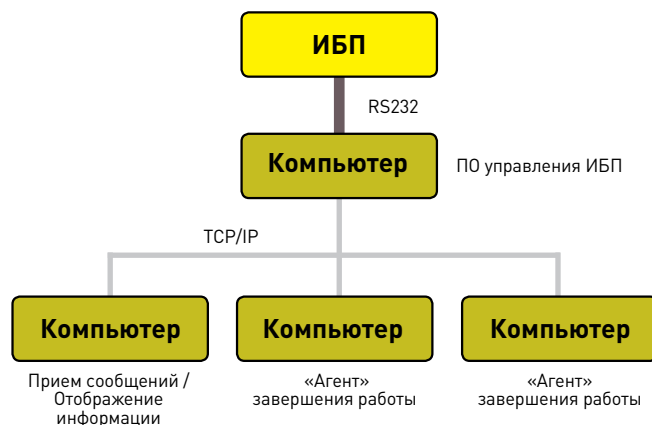 ИБП
RS232
Компьютер
ПО управления ИБП
TCP/IP
Компьютер
Компьютер
Компьютер
Прием сообщений /
Отображение
информации
«Агент»
завершения работы
«Агент»
завершения работы